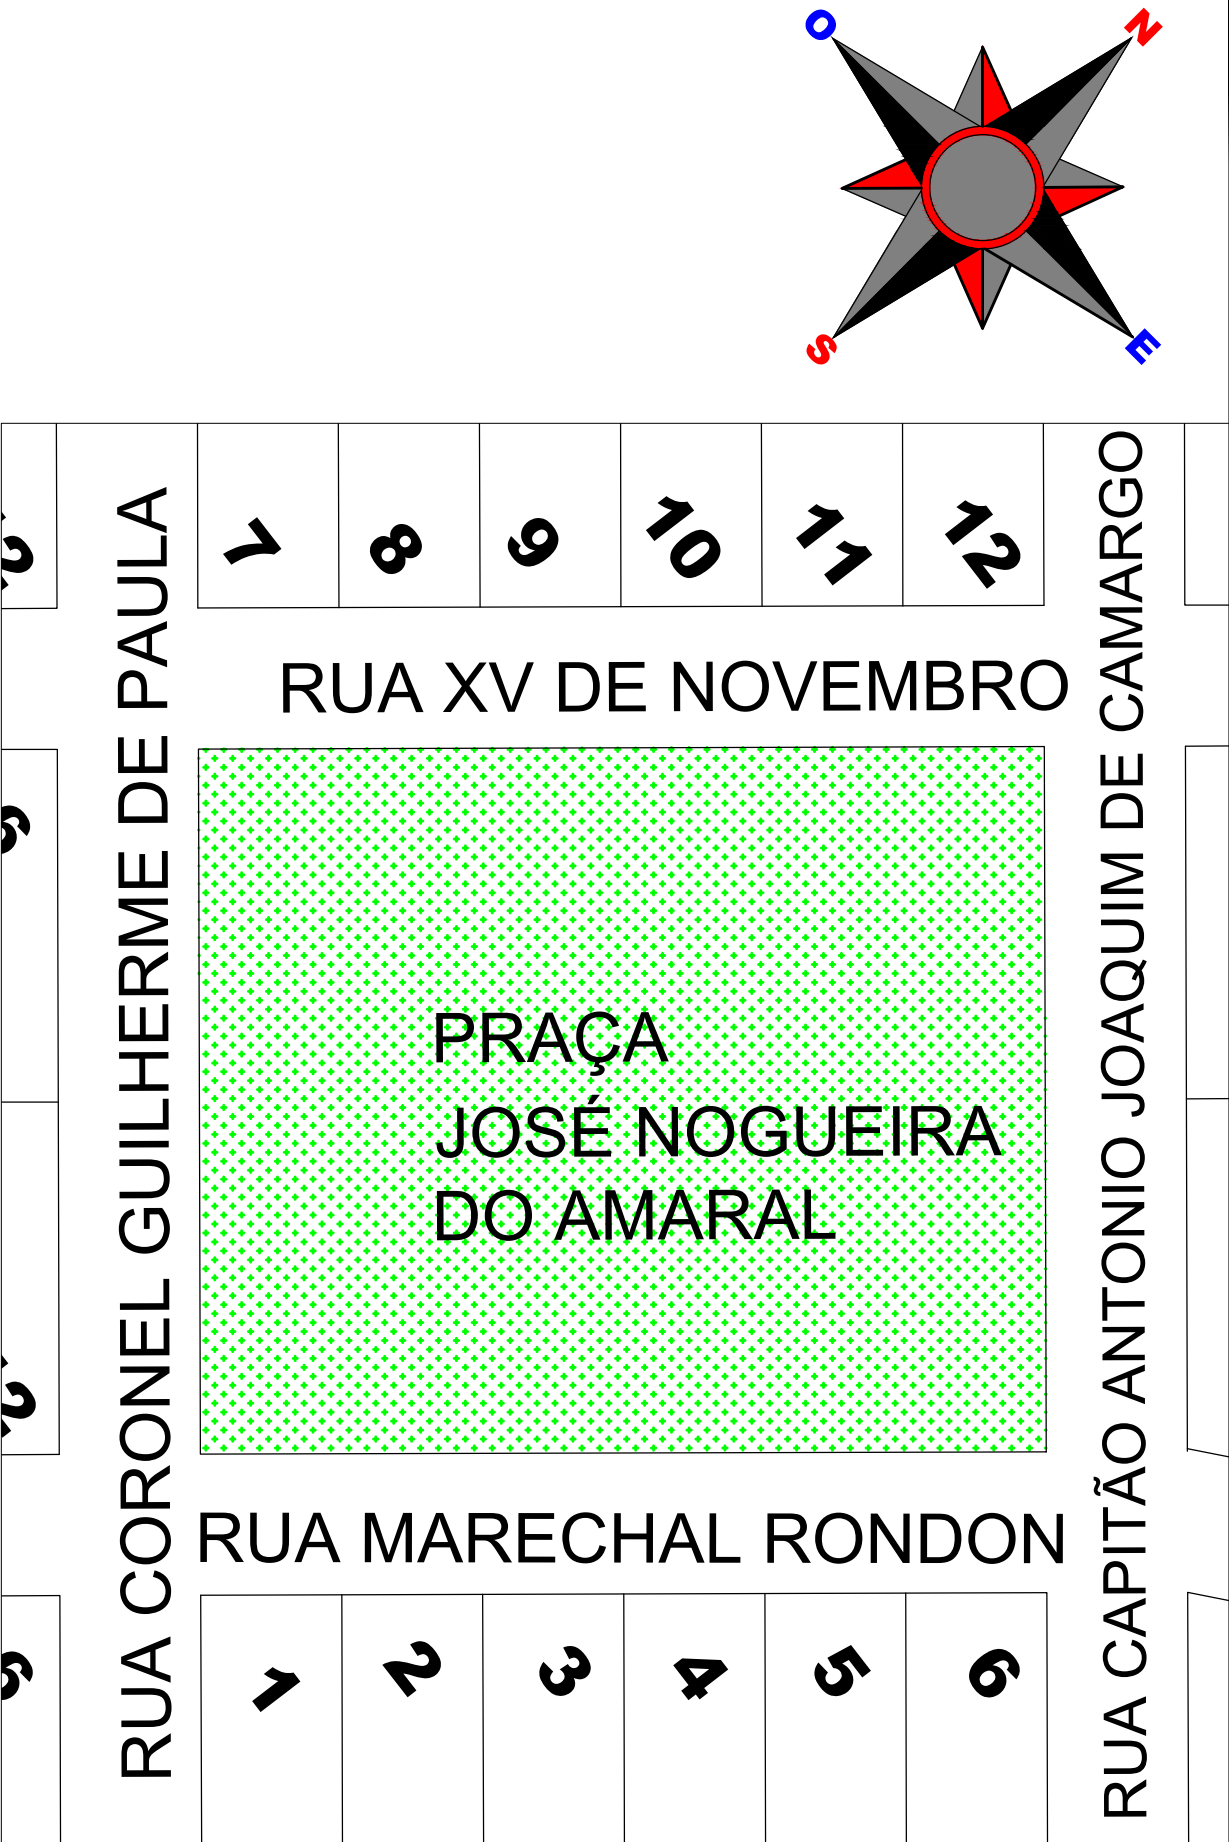 O
N
S
E
7
8
9
10
11
12
RUA CORONEL GUILHERME DE PAULA
RUA XV DE NOVEMBRO
RUA CAPITÃO ANTONIO JOAQUIM DE CAMARGO
PRAÇA
JOSÉ NOGUEIRA
DO AMARAL
RUA MARECHAL RONDON
1
2
3
4
5
6